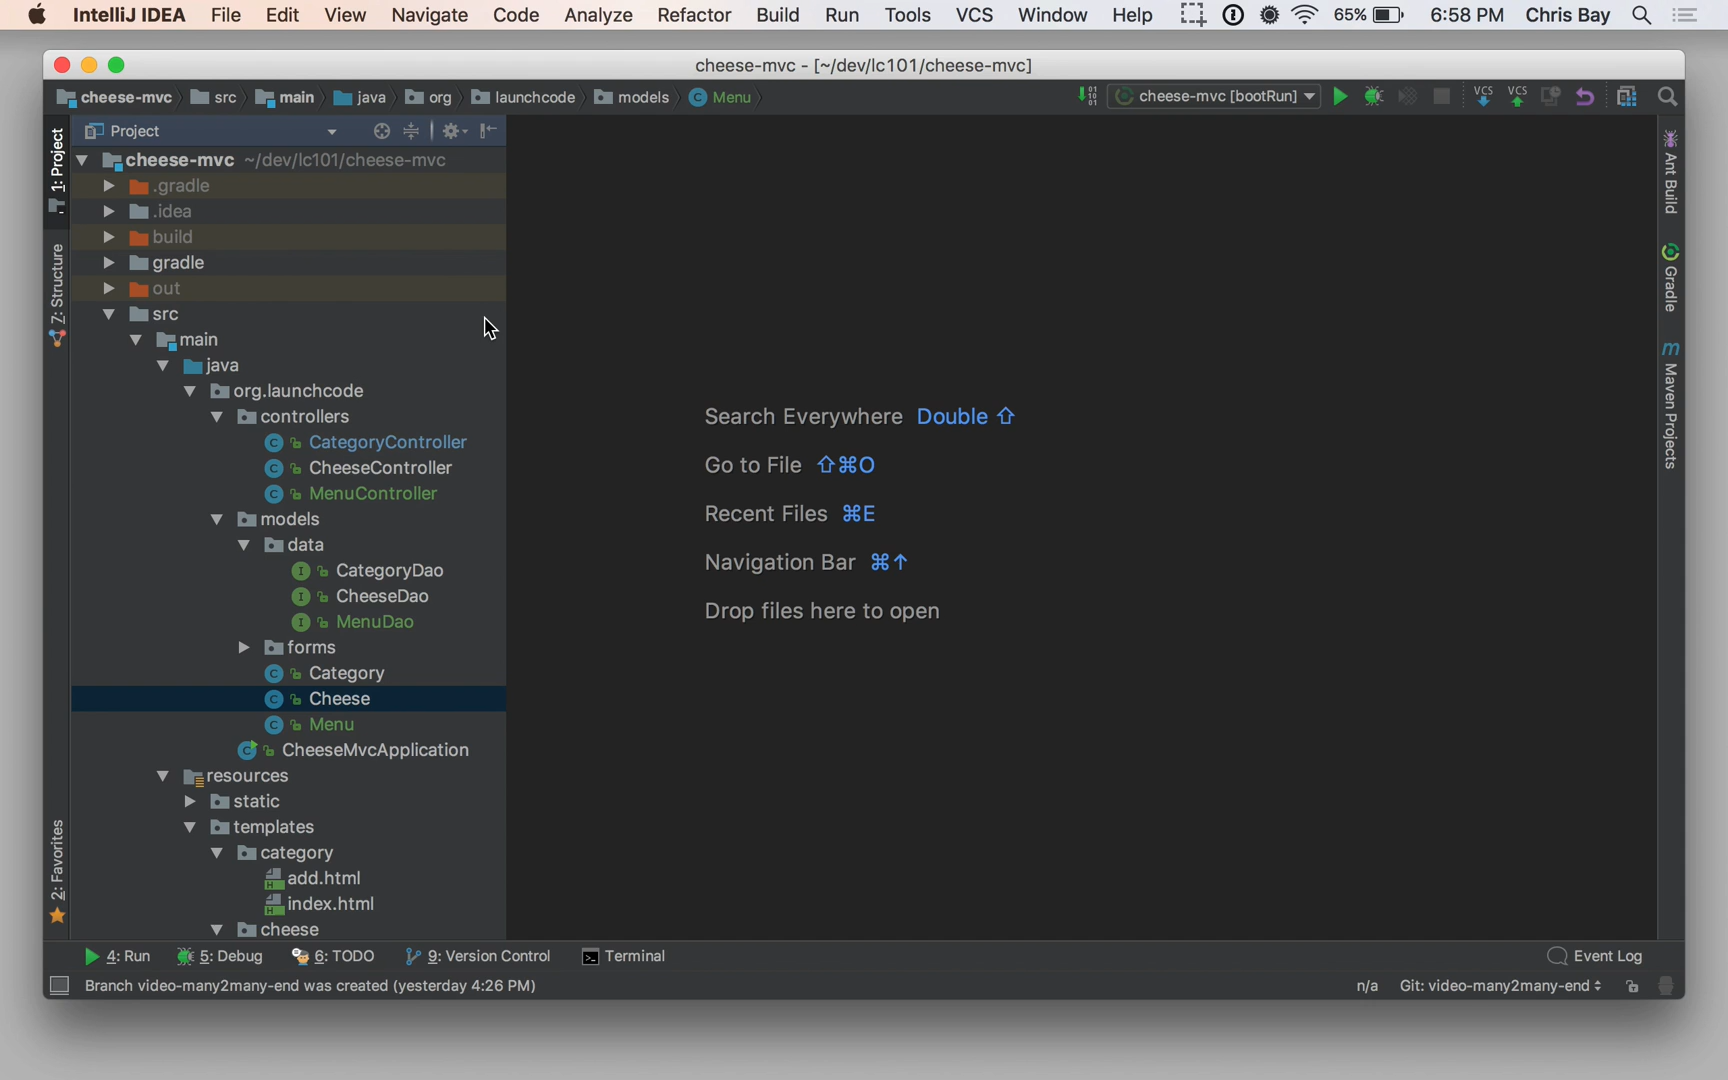 IntelliJ IDEA File Edit View Navigate Code Analyze Refactor Build Run Tools VCS Window Help 65% 6:58 PM Chris Bay
cheese-mvc - [~/dev/lc101/cheese-mvc]
cheese-mvc src main java org launchcode models Menu cheese-mvc [bootRun] VCS VCS
Project
cheese-mvc ~/dev/lc101/cheese-mvc
.gradle
.idea
build
gradle
out
src
main
java
org.launchcode
controllers
CategoryController
CheeseController
MenuController
models
data
CategoryDao
CheeseDao
MenuDao
forms
Category
Cheese
Menu
CheeseMvcApplication
resources
static
templates
category
add.html
index.html
cheese
1: Project
7: Structure
2: Favorites
Search Everywhere Double ⇧
Go to File ⇧⌘O
Recent Files ⌘E
Navigation Bar ⌘↑
Drop files here to open
Ant Build
Gradle
Maven Projects
4: Run 5: Debug 6: TODO 9: Version Control Terminal Event Log
Branch video-many2many-end was created (yesterday 4:26 PM) n/a Git: video-many2many-end